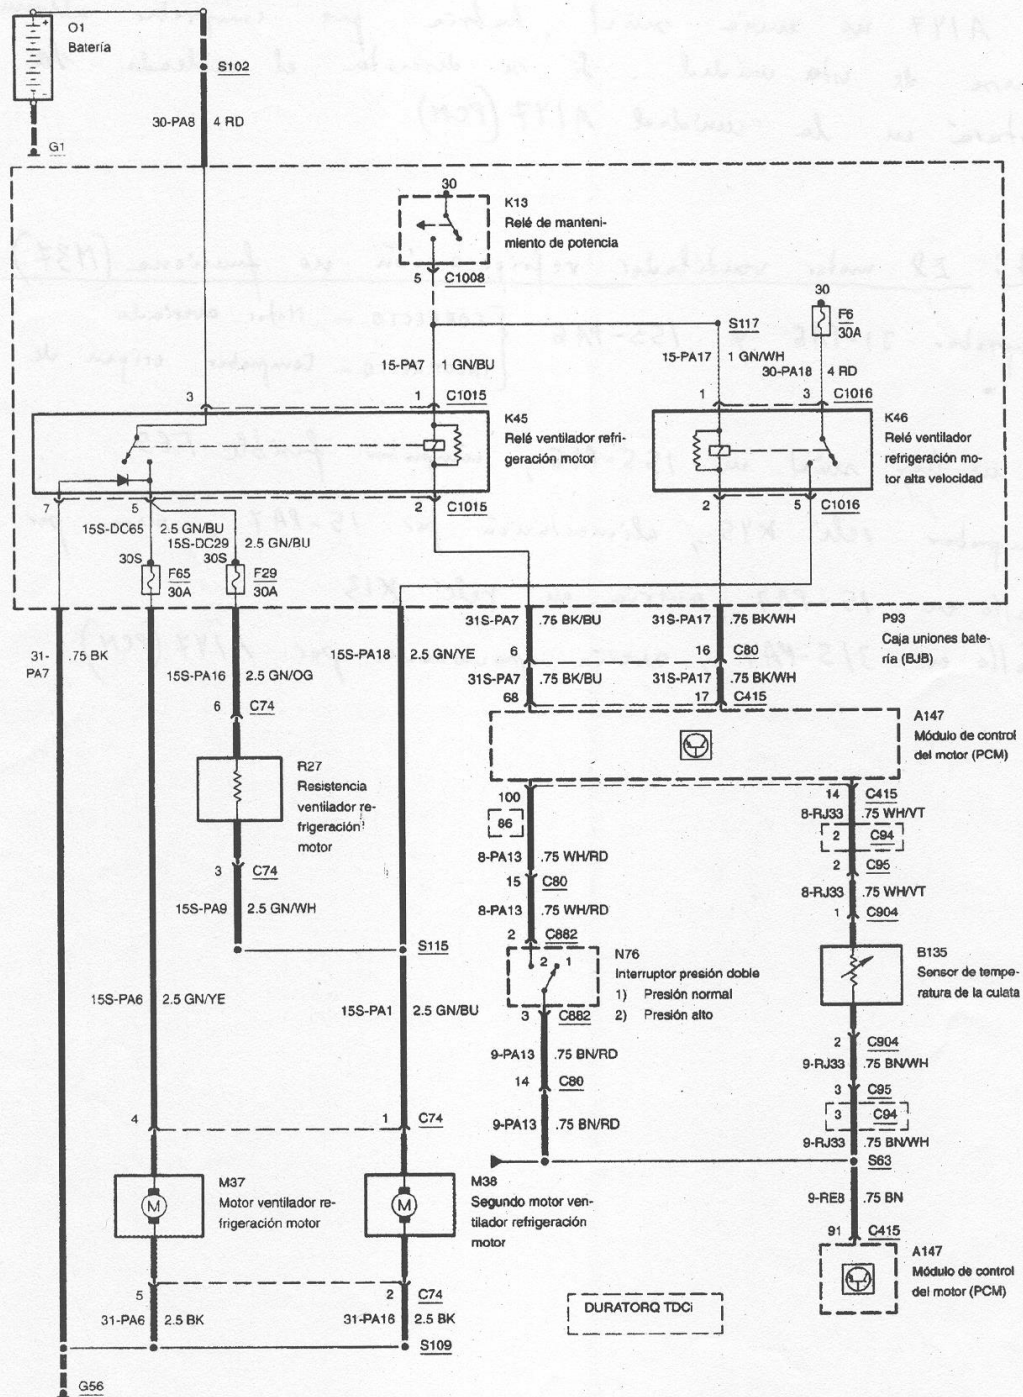 01
Batería
S102
30-PA8 4 RD
G1
30
K13
Relé de manteni-
miento de potencia
5 C1008
30
F6
30A
S117
15-PA7 1 GN/BU
15-PA17 1 GN/WH
30-PA18 4 RD
3 1 C1015
1 3 C1016
K45
Relé ventilador refri-
geración motor
K46
Relé ventilador
refrigeración mo-
tor alta velocidad
7 5 2 C1015
2 5 C1016
15S-DC65 2.5 GN/BU
15S-DC29 2.5 GN/BU
30S 30S
F65
30A
F29
30A
P93
Caja uniones bate-
ría (BJB)
31-
PA7
.75 BK
15S-PA16 2.5 GN/OG
15S-PA18 2.5 GN/YE
31S-PA7 .75 BK/BU
31S-PA17 .75 BK/WH
6 16 C80
31S-PA7 .75 BK/BU
31S-PA17 .75 BK/WH
68 17 C415
A147
Módulo de control
del motor (PCM)
6 C74
R27
Resistencia
ventilador re-
frigeración
motor
3 C74
15S-PA9 2.5 GN/WH
S115
100
86
14 C415
8-RJ33 .75 WH/VT
2 C94
2 C95
8-RJ33 .75 WH/VT
1 C904
8-PA13 .75 WH/RD
15 C80
8-PA13 .75 WH/RD
2 C882
2 1
N76
Interruptor presión doble
1) Presión normal
2) Presión alto
B135
Sensor de tempe-
ratura de la culata
3 C882
9-PA13 .75 BN/RD
14 C80
9-PA13 .75 BN/RD
2 C904
9-RJ33 .75 BN/WH
3 C95
3 C94
9-RJ33 .75 BN/WH
S63
9-RE8 .75 BN
91 C415
A147
Módulo de control
del motor (PCM)
15S-PA6 2.5 GN/YE
15S-PA1 2.5 GN/BU
4 1 C74
M37
Motor ventilador re-
frigeración motor
M
M38
Segundo motor ven-
tilador refrigeración
motor
M
5 2 C74
31-PA6 2.5 BK
31-PA16 2.5 BK
S109
G56
DURATORQ TDCi